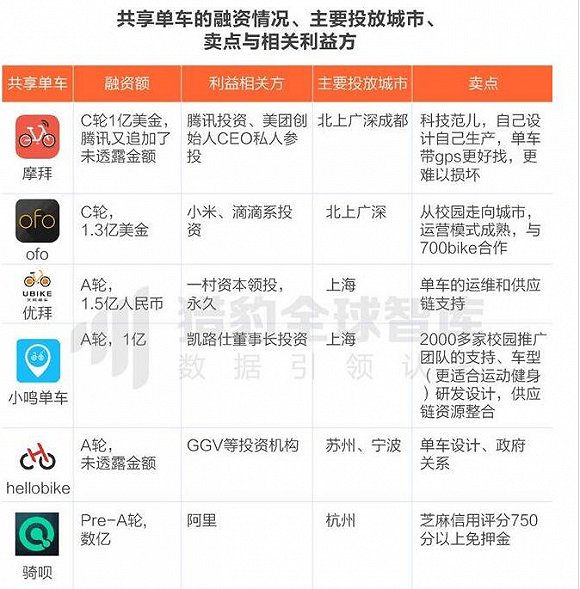 共享单车的融资情况、主要投放城市、
卖点与相关利益方
共享单车 融资额 利益相关方 主要投放城市 卖点
摩拜
C轮1亿美金，
腾讯又追加了
未透露金额
腾讯投资、美团创
始人CEO私人参
投
北上广深成都
科技范儿，自己设
计自己生产，单车
带gps更好找，更
难以损坏
ofo
ofo
C轮，
1.3亿美金
小米、滴滴系投
资
北上广深
从校园走向城市，
运营模式成熟，与
700bike合作
UBIKE
优拜
A轮，
1.5亿人民币
一村资本领投，
永久
上海
单车的运维和供应
链支持
小鸣单车
A轮，1亿
凯路仕董事长投资
上海
2000多家校园推广
团队的支持、车型
（更适合运动健身
）研发设计，供应
链资源整合
hellobike
A轮，
未透露金额
GGV等投资机构
苏州、宁波
单车设计、政府
关系
骑呗
Pre-A轮，
数亿
阿里
杭州
芝麻信用评分750
分以上免押金
猎豹全球智库
数据引领认